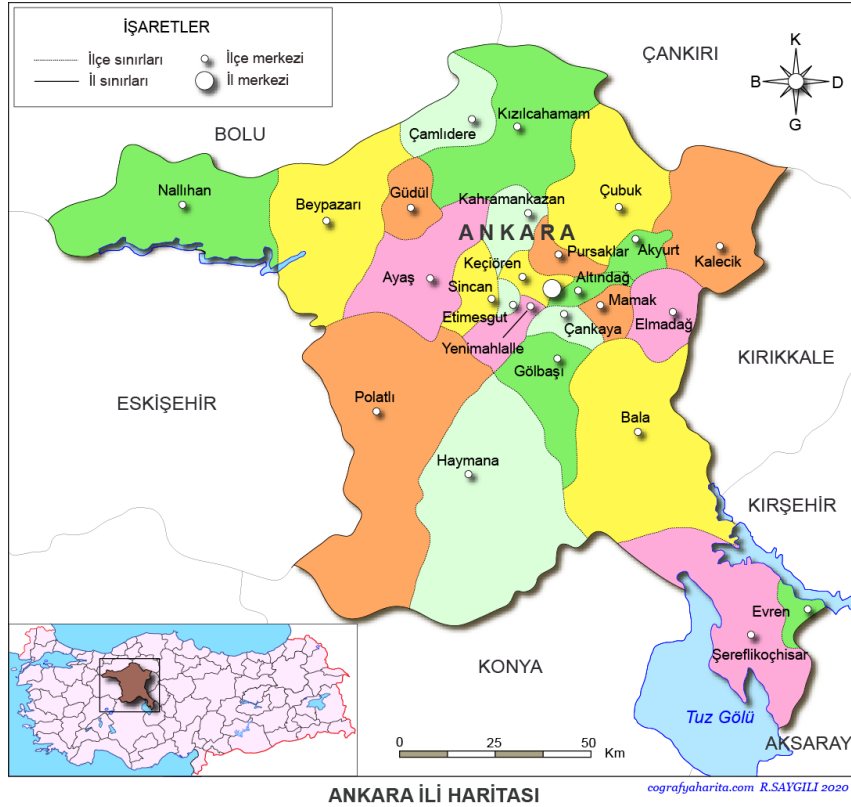 İŞARETLER
İlçe sınırları
İlçe merkezi
İl sınırları
İl merkezi
K
B
D
G
ÇANKIRI
BOLU
Kızılcahamam
Çamlıdere
Nallıhan
Beypazarı
Güdül
Kahramankazan
Çubuk
ANKARA
Pursaklar
Akyurt
Kalecik
Keçiören
Ayaş
Sincan
Altındağ
Mamak
Etimesgut
Çankaya
Elmadağ
Yenimahlalle
Gölbaşı
KIRIKKALE
ESKİŞEHİR
Polatlı
Bala
Haymana
KIRŞEHİR
Evren
Şereflikoçhisar
KONYA
Tuz Gölü
AKSARAY
0 25 50 Km
cografyaharita.com R.SAYGILI 2020
ANKARA İLİ HARİTASI